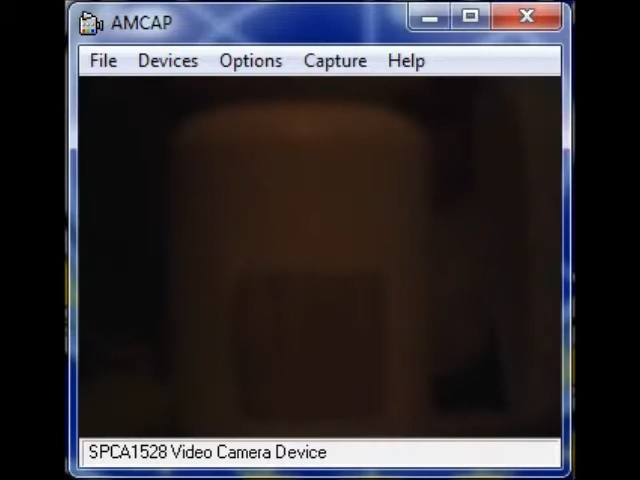 AMCAP
File Devices Options Capture Help
SPCA1528 Video Camera Device